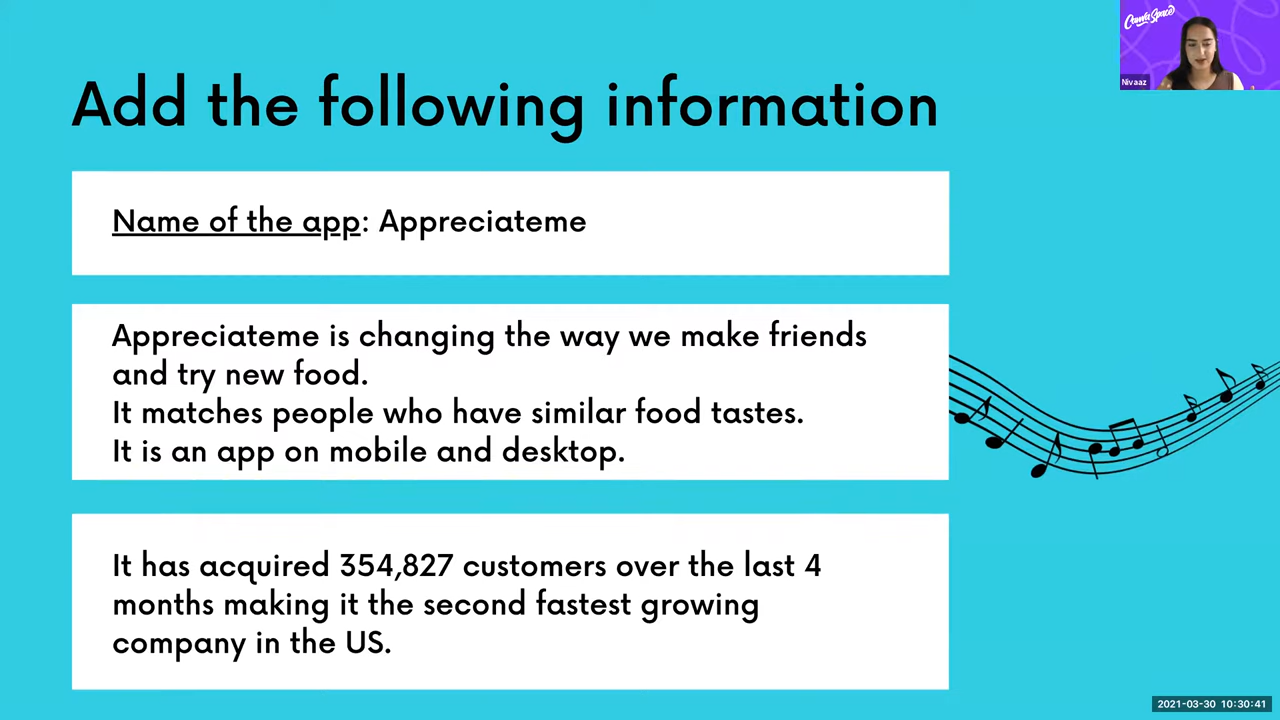 Canva Space
Nivaaz
Add the following information
Name of the app: Appreciateme
Appreciateme is changing the way we make friends
and try new food.
It matches people who have similar food tastes.
It is an app on mobile and desktop.
It has acquired 354,827 customers over the last 4
months making it the second fastest growing
company in the US.
2021-03-30 10:30:41